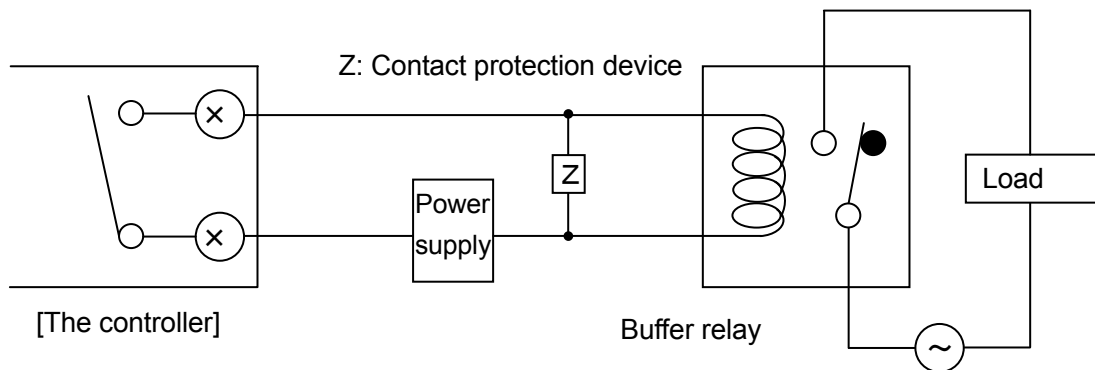 Z: Contact protection device
Z
Power
supply
Load
[The controller]
Buffer relay
~